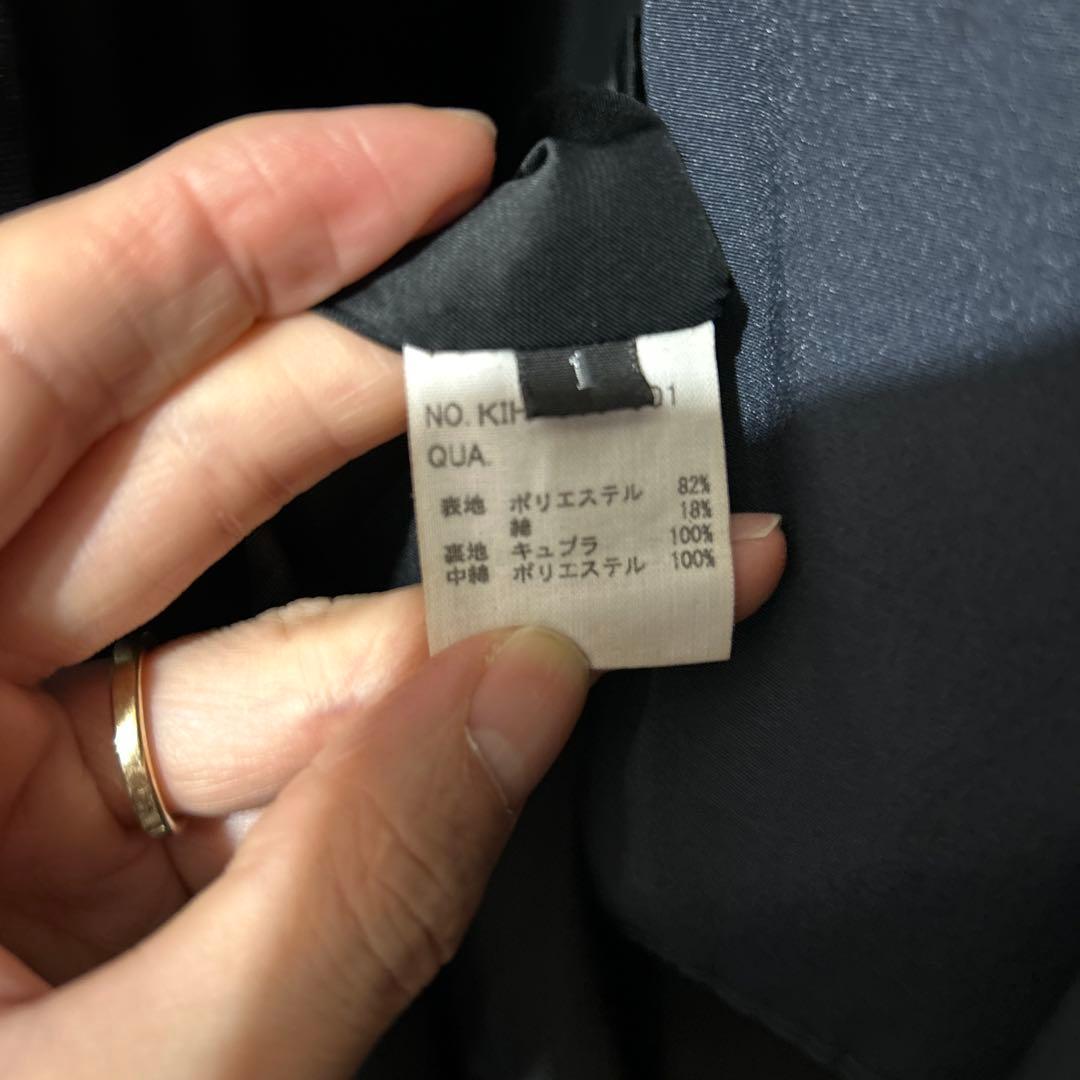 1
NO. KIH 01
QUA.
表地 ポリエステル 82%
綿 18%
裏地 キュプラ 100%
中綿 ポリエステル 100%